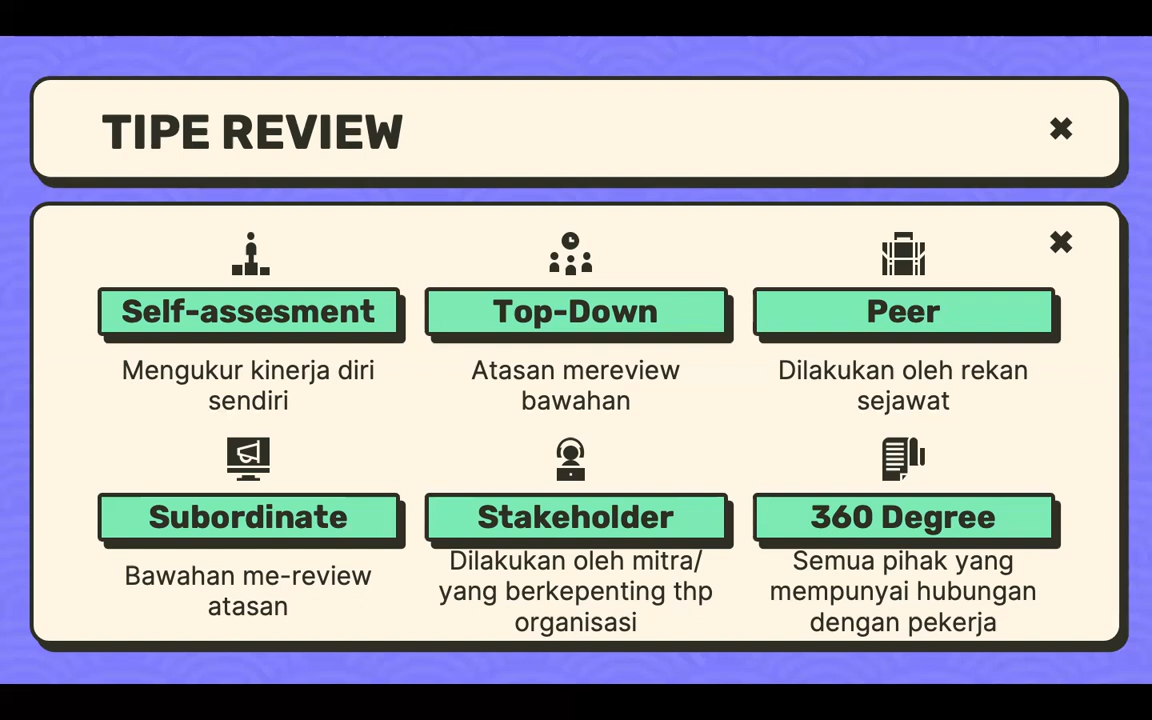 TIPE REVIEW
Self-assesment
Top-Down
Peer
Mengukur kinerja diri
sendiri
Atasan mereview
bawahan
Dilakukan oleh rekan
sejawat
Subordinate
Stakeholder
360 Degree
Bawahan me-review
atasan
Dilakukan oleh mitra/
yang berkepenting thp
organisasi
Semua pihak yang
mempunyai hubungan
dengan pekerja